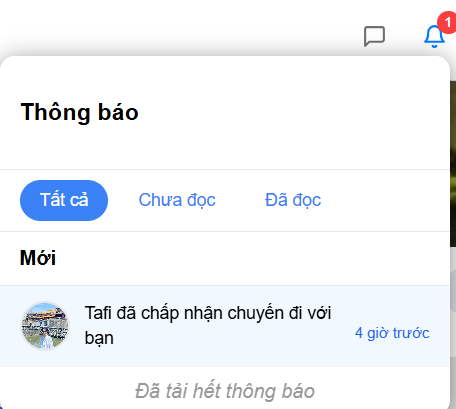 1
Thông báo
Tất cả
Chưa đọc
Đã đọc
Mới
Tafi đã chấp nhận chuyến đi với
bạn
4 giờ trước
Đã tải hết thông báo